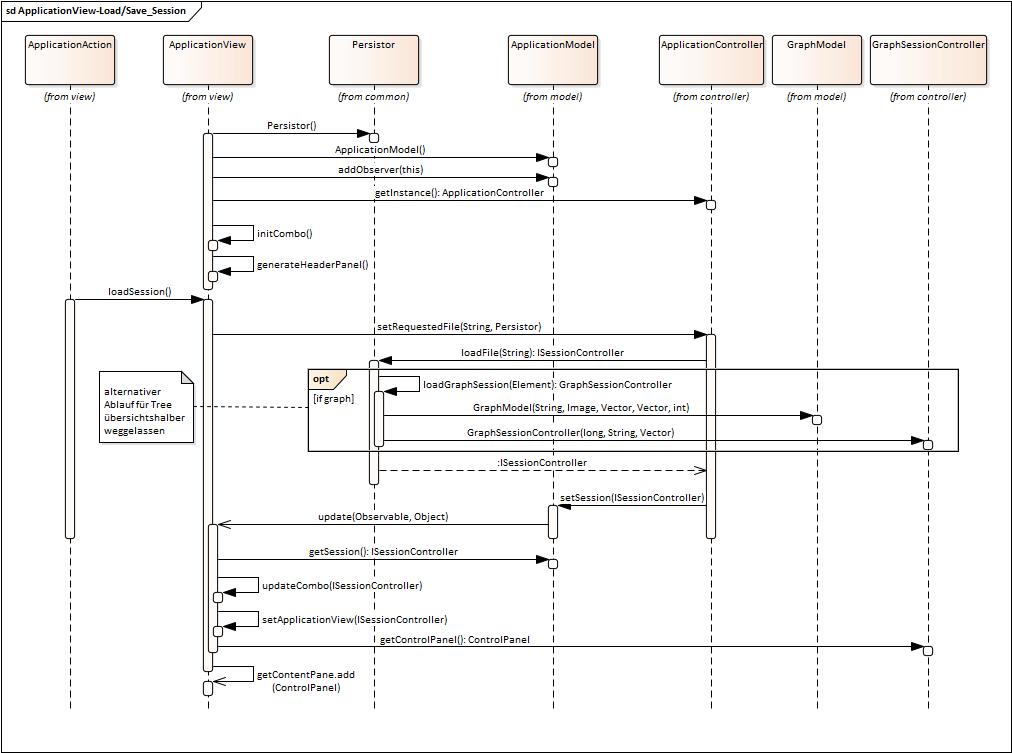 sd ApplicationView-Load/Save_Session
ApplicationAction
ApplicationView
Persistor
ApplicationModel
ApplicationController
GraphModel
GraphSessionController
(from view)
(from view)
(from common)
(from model)
(from controller)
(from model)
(from controller)
Persistor()
ApplicationModel()
addObserver(this)
getInstance(): ApplicationController
initCombo()
generateHeaderPanel()
loadSession()
setRequestedFile(String, Persistor)
loadFile(String): ISessionController
opt
[if graph]
loadGraphSession(Element): GraphSessionController
alternativer
Ablauf für Tree
übersichtshalber
weggelassen
GraphModel(String, Image, Vector, Vector, int)
GraphSessionController(long, String, Vector)
:ISessionController
setSession(ISessionController)
update(Observable, Object)
getSession(): ISessionController
updateCombo(ISessionController)
setApplicationView(ISessionController)
getControlPanel(): ControlPanel
getContentPane.add
(ControlPanel)